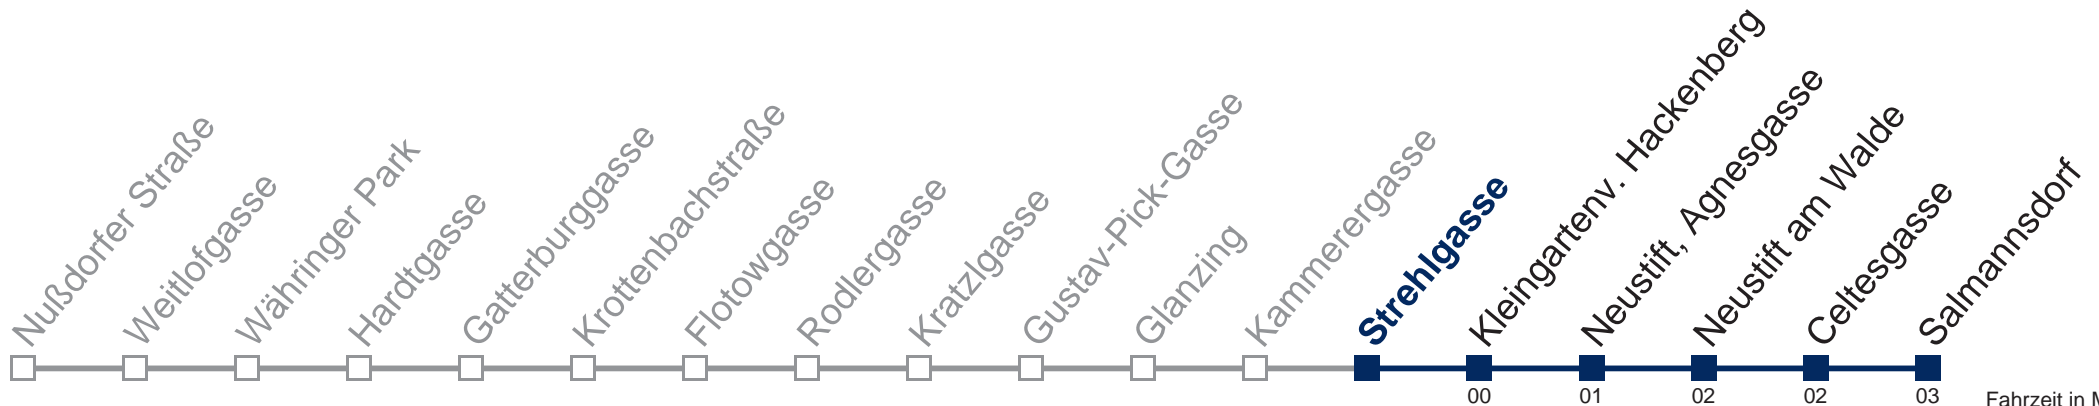 Nußdorfer Straße
Weitlofgasse
Währinger Park
Hardtgasse
Gatterburggasse
Krottenbachstraße
Flotowgasse
Rodlergasse
Kratzlgasse
Gustav-Pick-Gasse
Glanzing
Kammerergasse
Strehlgasse
Kleingartenv. Hackenberg
Neustift, Agnesgasse
Neustift am Walde
Celtesgasse
Salmannsdorf
00 01 02 02 03
Fahrzeit in M